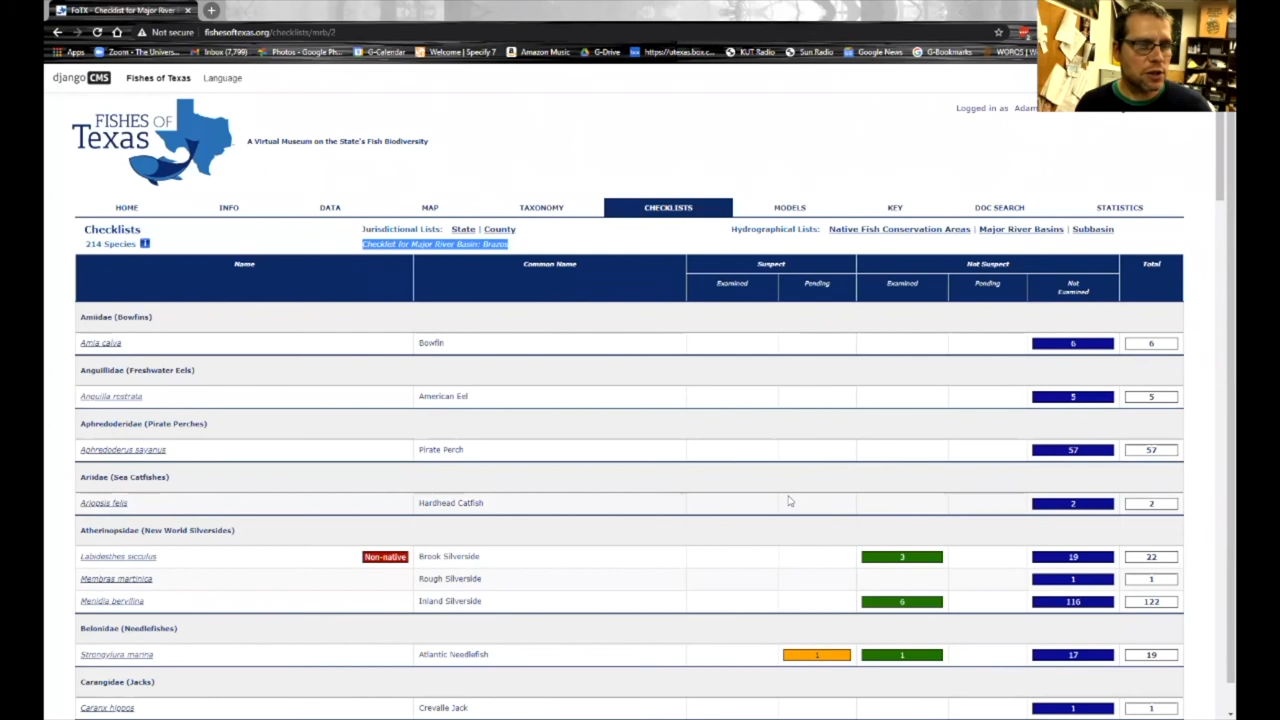 FoTX - Checklist for Major River
Not secure
fishesoftexas.org/checklists/mrb/2
Apps
Zoom - The Univers...
Inbox (7,799)
Photos - Google Ph...
G-Calendar
Welcome | Specify 7
Amazon Music
G-Drive
https://utexas.box.c...
KUT Radio
Sun Radio
Google News
G-Bookmarks
WORQS | W
django CMS
Fishes of Texas
Language
FISHES OF
Texas
A Virtual Museum on the State's Fish Biodiversity
Logged in as Adam
HOME INFO DATA MAP TAXONOMY CHECKLISTS MODELS KEY DOC SEARCH STATISTICS
Checklists
Jurisdictional Lists: State | County
Hydrographical Lists: Native Fish Conservation Areas | Major River Basins | Subbasin
214 Species i
Checklist for Major River Basin: Brazos
Name Common Name Suspect Not Suspect Total
Examined Pending Examined Pending Not
Examined
Amiidae (Bowfins)
Amia calva Bowfin 6 6
Anguillidae (Freshwater Eels)
Anguilla rostrata American Eel 5 5
Aphredoderidae (Pirate Perches)
Aphredoderus sayanus Pirate Perch 57 57
Ariidae (Sea Catfishes)
Ariopsis felis Hardhead Catfish 2 2
Atherinopsidae (New World Silversides)
Labidesthes sicculus Non-native Brook Silverside 3 19 22
Membras martinica Rough Silverside 1 1
Menidia beryllina Inland Silverside 6 116 122
Belonidae (Needlefishes)
Strongylura marina Atlantic Needlefish 1 1 17 19
Carangidae (Jacks)
Caranx hippos Crevalle Jack 1 1